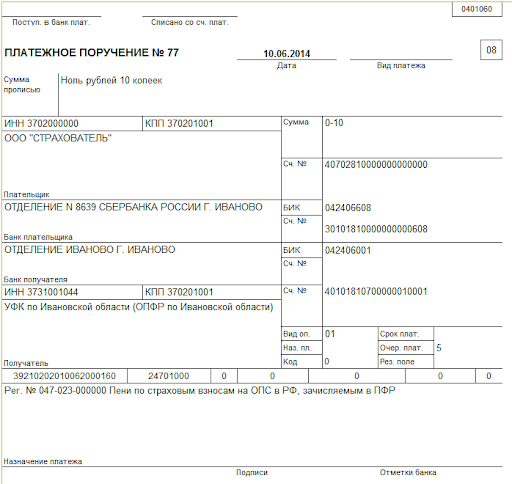 0401060
Поступ. в банк плат. Списано со сч. плат.
ПЛАТЕЖНОЕ ПОРУЧЕНИЕ № 77 10.06.2014 08
Дата Вид платежа
Сумма прописью Ноль рублей 10 копеек
ИНН 3702000000 КПП 370201001 Сумма 0-10
ООО "СТРАХОВАТЕЛЬ"
Сч. № 40702810000000000000
Плательщик
ОТДЕЛЕНИЕ N 8639 СБЕРБАНКА РОССИИ Г. ИВАНОВО БИК 042406608
Сч. № 30101810000000000608
Банк плательщика
ОТДЕЛЕНИЕ ИВАНОВО Г. ИВАНОВО БИК 042406001
Сч. №
Банк получателя
ИНН 3731001044 КПП 370201001 Сч. № 40101810700000010001
УФК по Ивановской области (ОПФР по Ивановской области)
Вид оп. 01 Срок плат.
Наз. пл. Очер. плат. 5
Получатель Код 0 Рез. поле
39210202010062000160 24701000 0 0 0 0 0
Рег. № 047-023-000000 Пени по страховым взносам на ОПС в РФ, зачисляемым в ПФР
Назначение платежа
Подписи Отметки банка